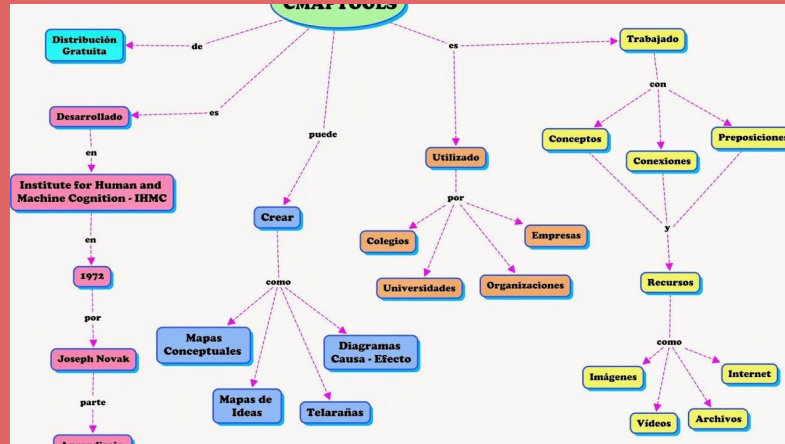 CMAPTOOLS
Distribución
Gratuita
de
es
Trabajado
es
con
Desarrollado
puede
Conceptos
Conexiones
Preposiciones
en
Utilizado
Institute for Human and
Machine Cognition - IHMC
por
Crear
Colegios
Empresas
y
en
1972
como
Universidades
Organizaciones
Recursos
por
Mapas
Conceptuales
Diagramas
Causa - Efecto
como
Joseph Novak
Imágenes
Internet
parte
Mapas de
Ideas
Telarañas
Vídeos
Archivos